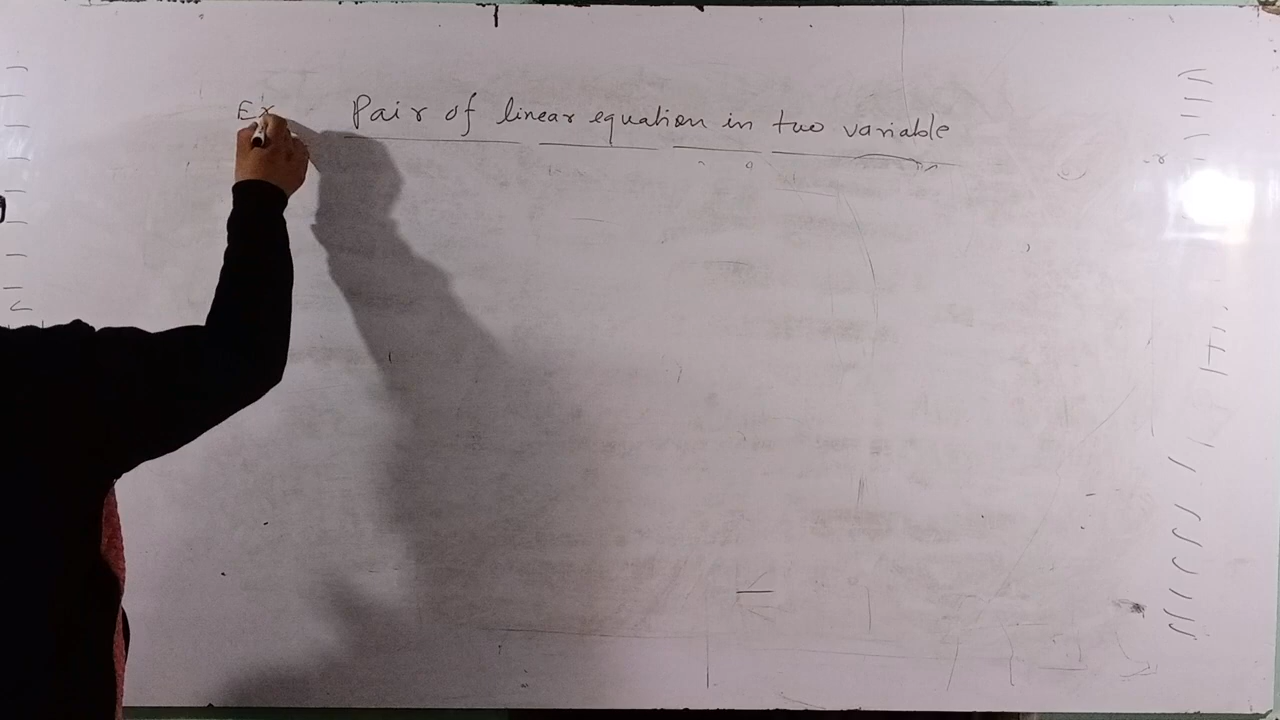 Ex Pair of linear equation in two variable